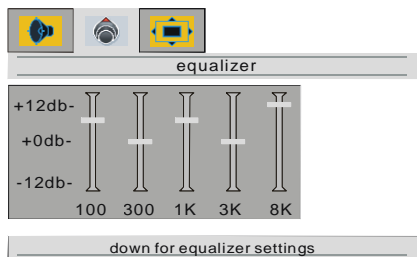 equalizer
+12db-
+0db-
-12db-
100 300 1K 3K 8K
down for equalizer settings